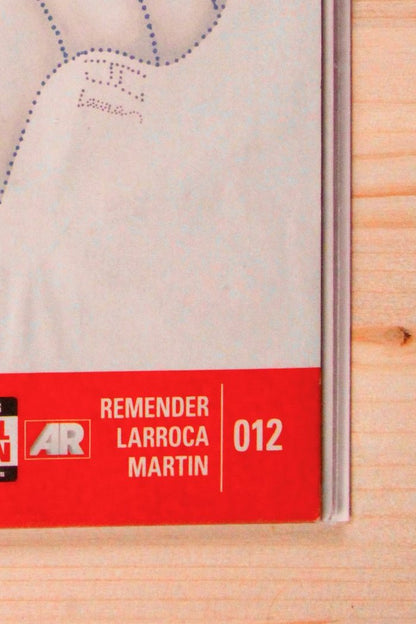 AR
REMENDER
LARROCA
MARTIN
012